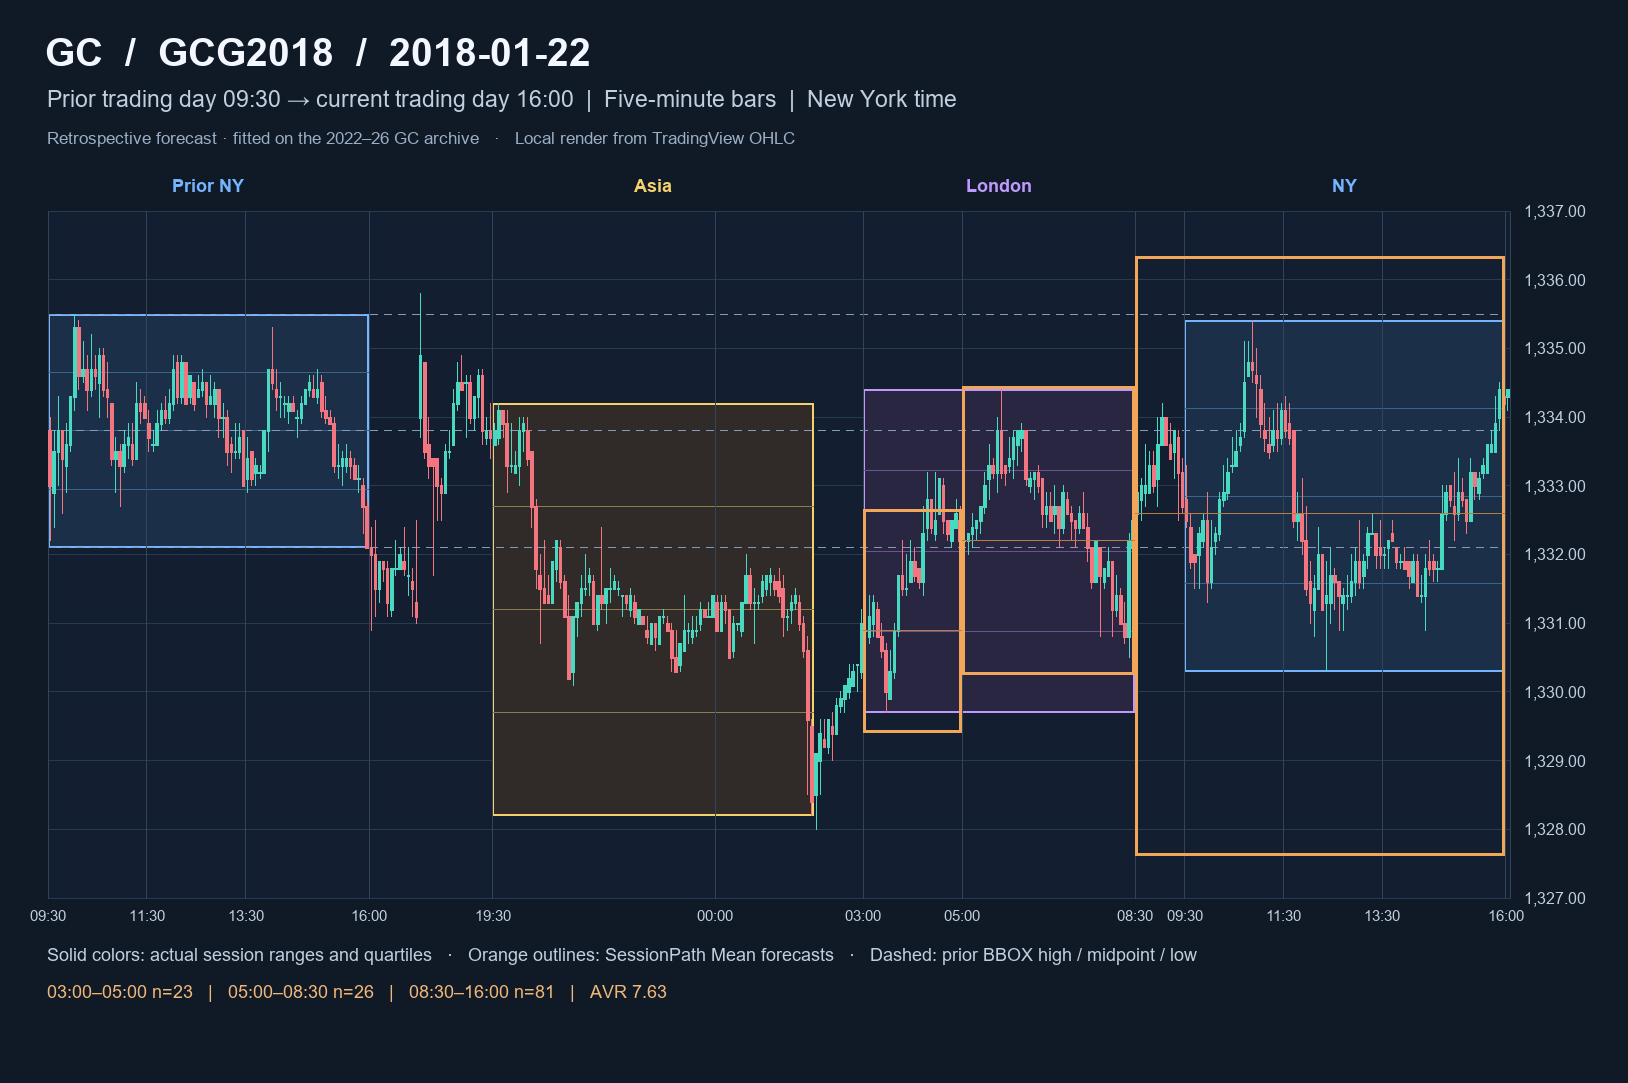 GC / GCG2018 / 2018-01-22
Prior trading day 09:30 → current trading day 16:00 | Five-minute bars | New York time
Retrospective forecast · fitted on the 2022–26 GC archive · Local render from TradingView OHLC
Prior NY Asia London NY
1,337.00
1,336.00
1,335.00
1,334.00
1,333.00
1,332.00
1,331.00
1,330.00
1,329.00
1,328.00
1,327.00
09:30 11:30 13:30 16:00 19:30 00:00 03:00 05:00 08:30 09:30 11:30 13:30 16:00
Solid colors: actual session ranges and quartiles · Orange outlines: SessionPath Mean forecasts · Dashed: prior BBOX high / midpoint / low
03:00–05:00 n=23 | 05:00–08:30 n=26 | 08:30–16:00 n=81 | AVR 7.63